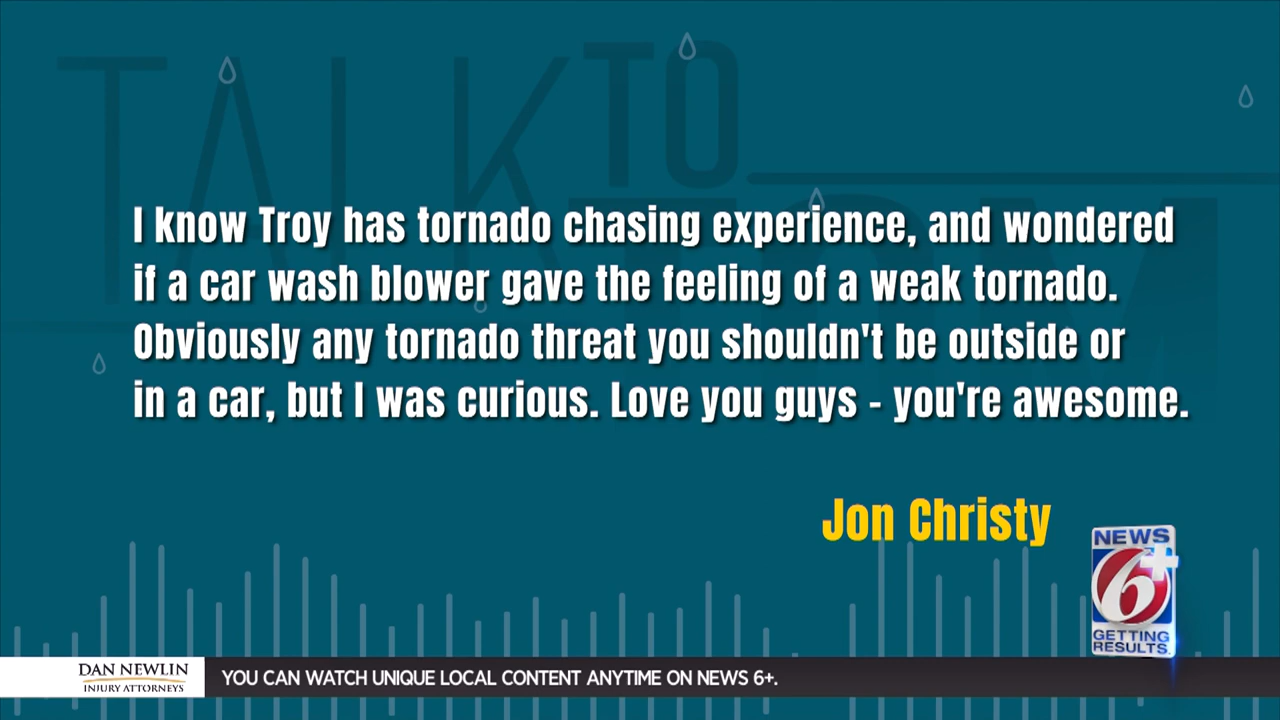 TALK TO
TOM
I know Troy has tornado chasing experience, and wondered
if a car wash blower gave the feeling of a weak tornado.
Obviously any tornado threat you shouldn't be outside or
in a car, but I was curious. Love you guys - you're awesome.
Jon Christy
NEWS
6+
GETTING
RESULTS.
DAN NEWLIN
INJURY ATTORNEYS
YOU CAN WATCH UNIQUE LOCAL CONTENT ANYTIME ON NEWS 6+.